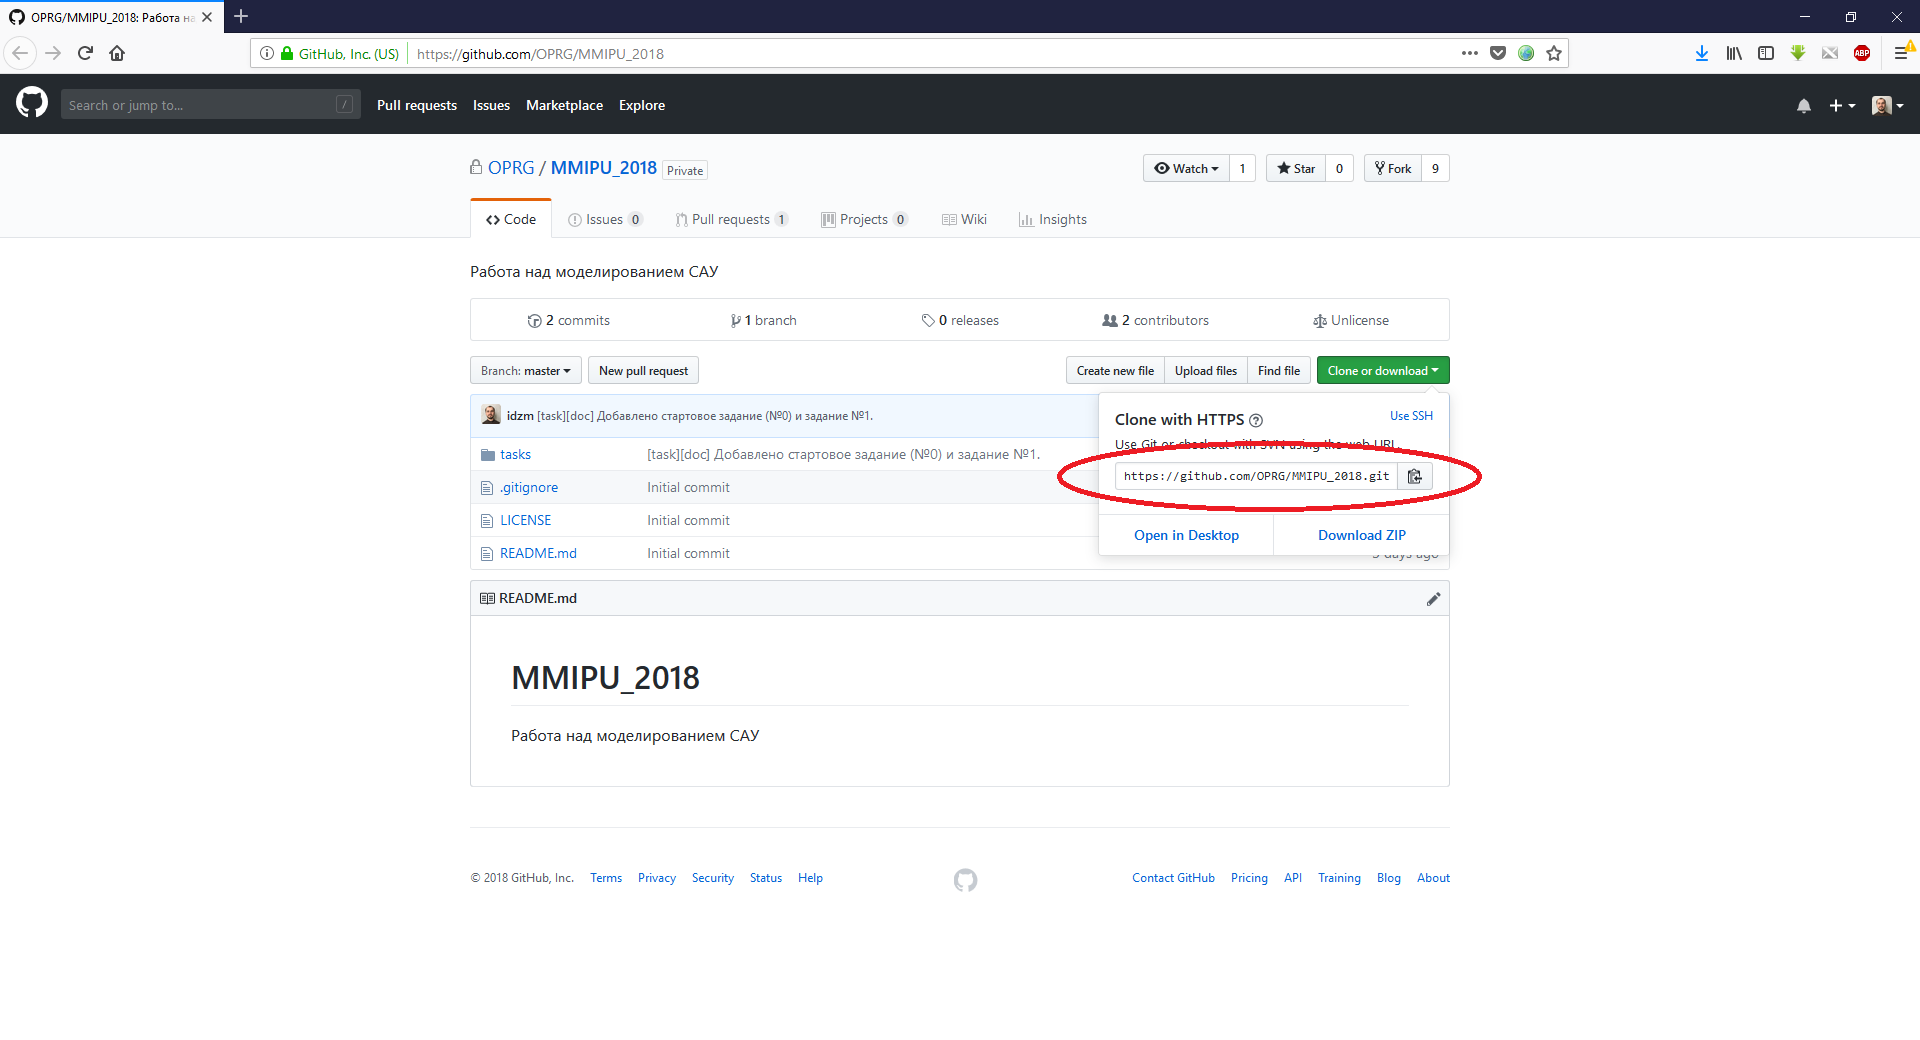 OPRG/MMIPU_2018: Работа на
GitHub, Inc. (US) https://github.com/OPRG/MMIPU_2018
ABP
Search or jump to... /
Pull requests Issues Marketplace Explore
OPRG / MMIPU_2018 Private
Watch 1 Star 0 Fork 9
Code Issues 0 Pull requests 1 Projects 0 Wiki Insights
Работа над моделированием САУ
2 commits 1 branch 0 releases 2 contributors Unlicense
Branch: master New pull request Create new file Upload files Find file Clone or download
idzm [task][doc] Добавлено стартовое задание (№0) и задание №1.
Clone with HTTPS Use SSH
Use Git or checkout with SVN using the web URL.
https://github.com/OPRG/MMIPU_2018.git
Open in Desktop Download ZIP
tasks [task][doc] Добавлено стартовое задание (№0) и задание №1.
.gitignore Initial commit
LICENSE Initial commit
README.md Initial commit days ago
README.md
MMIPU_2018
Работа над моделированием САУ
© 2018 GitHub, Inc. Terms Privacy Security Status Help Contact GitHub Pricing API Training Blog About